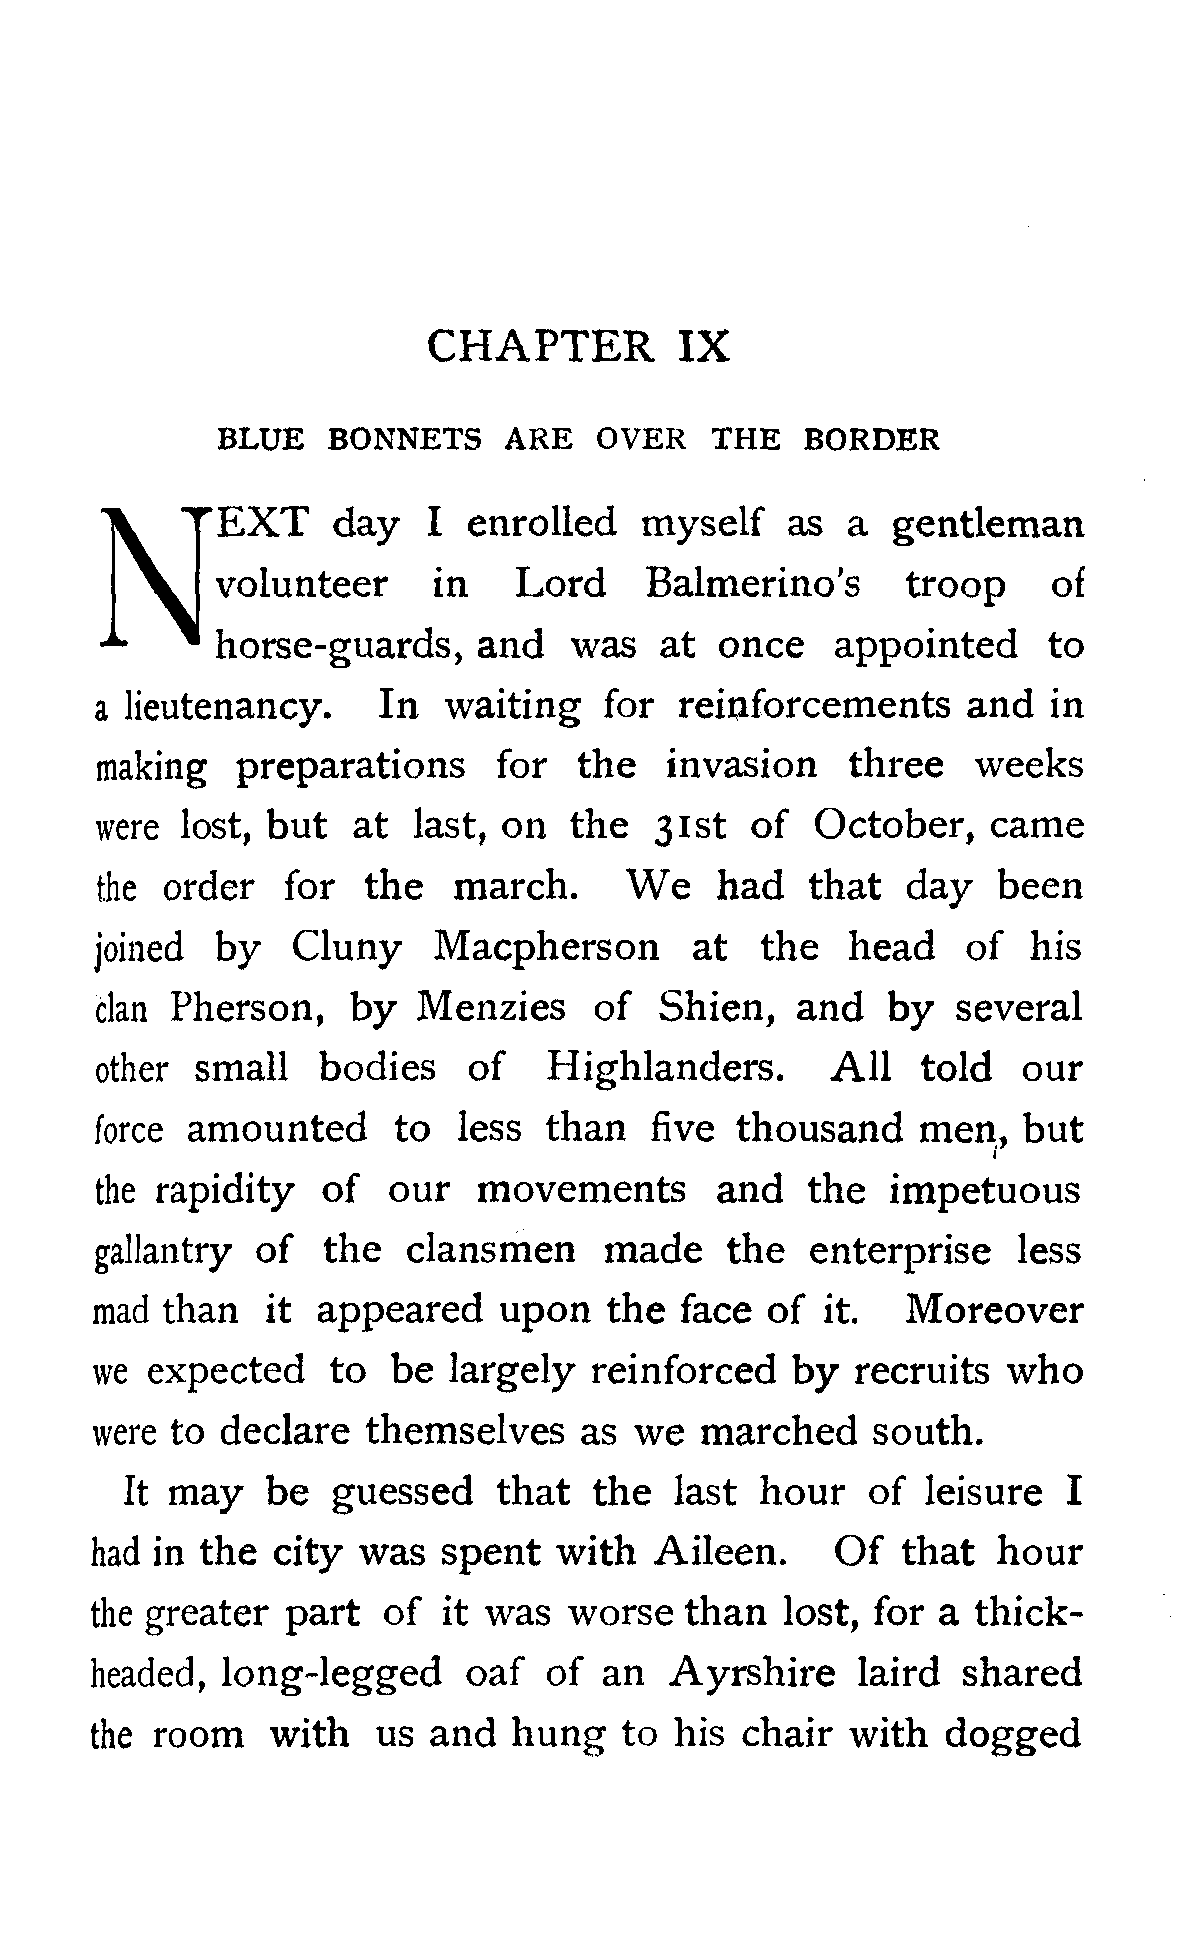 CHAPTER IX
BLUE BONNETS ARE OVER THE BORDER
NEXT day I enrolled myself as a gentleman
volunteer in Lord Balmerino's troop of
horse-guards, and was at once appointed to
a lieutenancy. In waiting for reinforcements and in
making preparations for the invasion three weeks
were lost, but at last, on the 31st of October, came
the order for the march. We had that day been
joined by Cluny Macpherson at the head of his
clan Pherson, by Menzies of Shien, and by several
other small bodies of Highlanders. All told our
force amounted to less than five thousand men, but
the rapidity of our movements and the impetuous
gallantry of the clansmen made the enterprise less
mad than it appeared upon the face of it. Moreover
we expected to be largely reinforced by recruits who
were to declare themselves as we marched south.
It may be guessed that the last hour of leisure I
had in the city was spent with Aileen. Of that hour
the greater part of it was worse than lost, for a thick-
headed, long-legged oaf of an Ayrshire laird shared
the room with us and hung to his chair with dogged